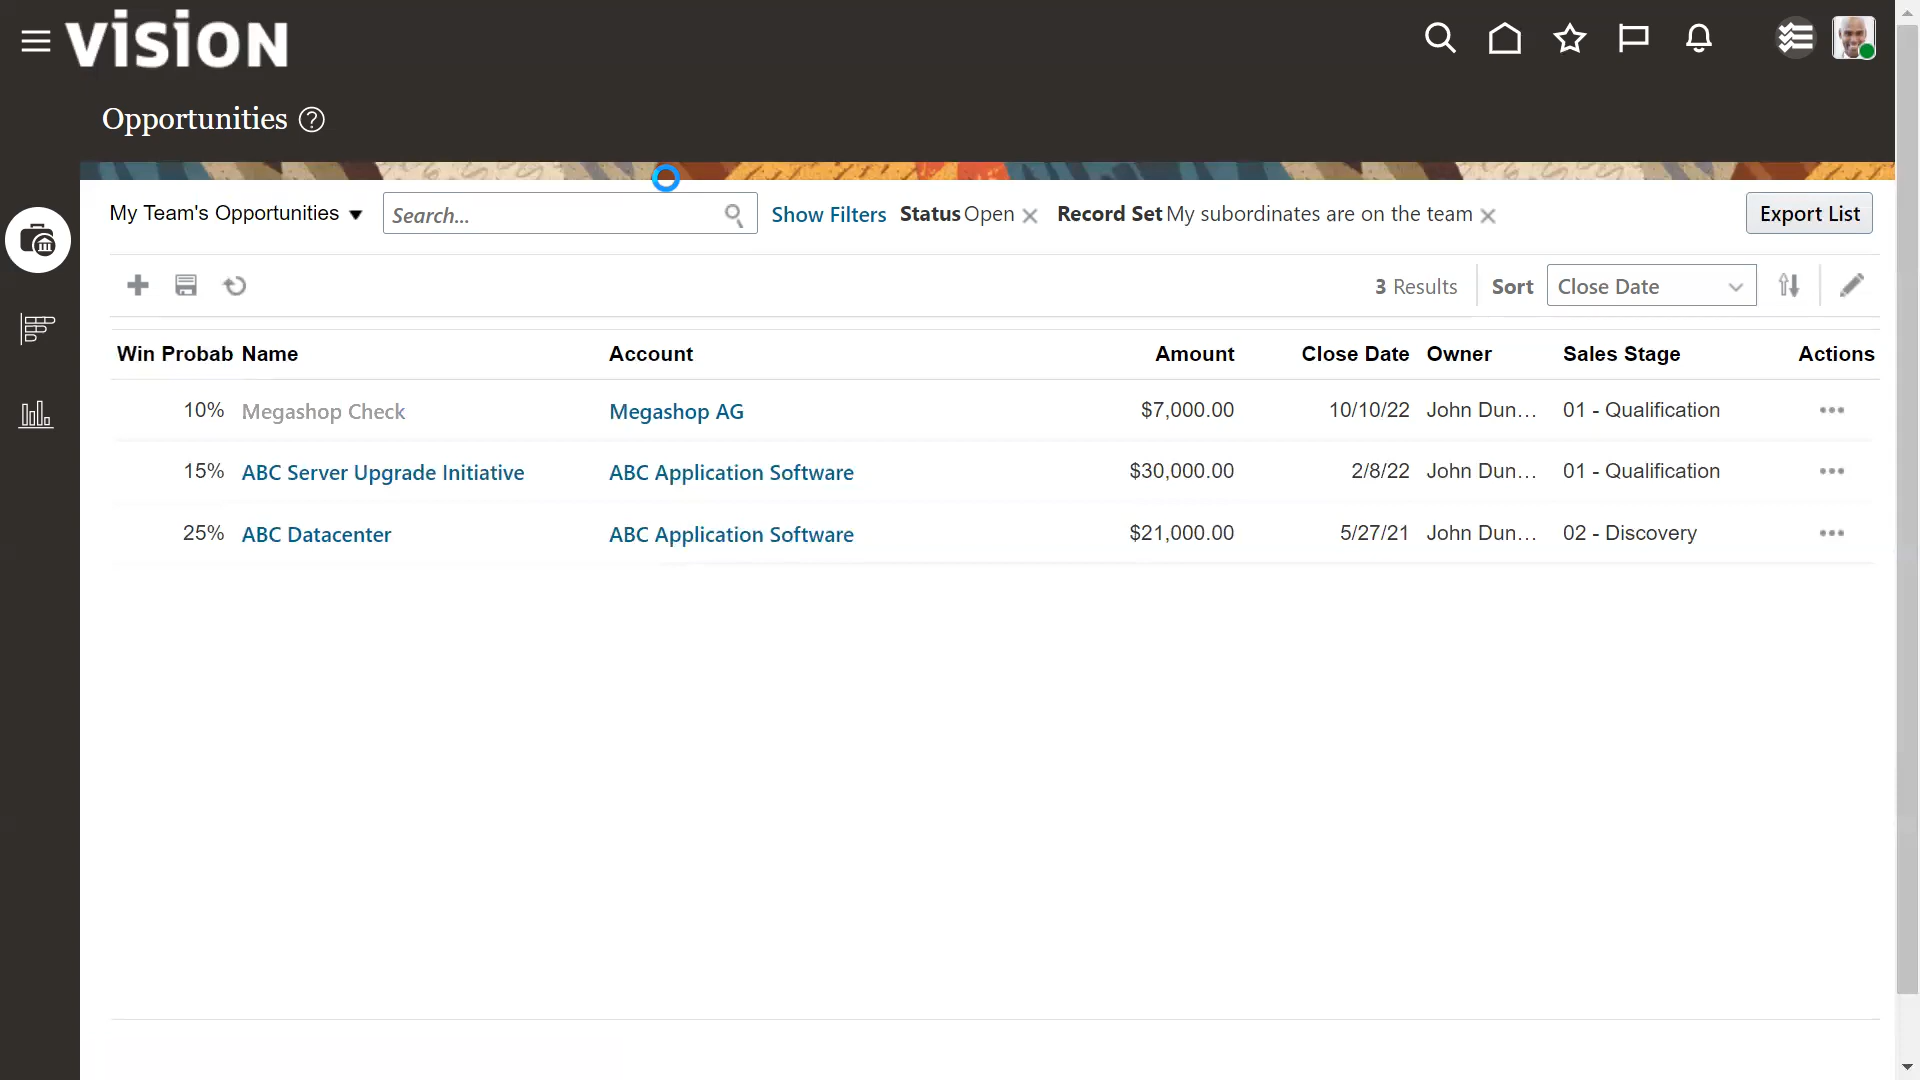 vision
Opportunities ?
My Team's Opportunities Search... Show Filters Status Open Record Set My subordinates are on the team Export List
3 Results Sort Close Date
Win Probab Name Account Amount Close Date Owner Sales Stage Actions
10% Megashop Check Megashop AG $7,000.00 10/10/22 John Dun... 01 - Qualification
15% ABC Server Upgrade Initiative ABC Application Software $30,000.00 2/8/22 John Dun... 01 - Qualification
25% ABC Datacenter ABC Application Software $21,000.00 5/27/21 John Dun... 02 - Discovery